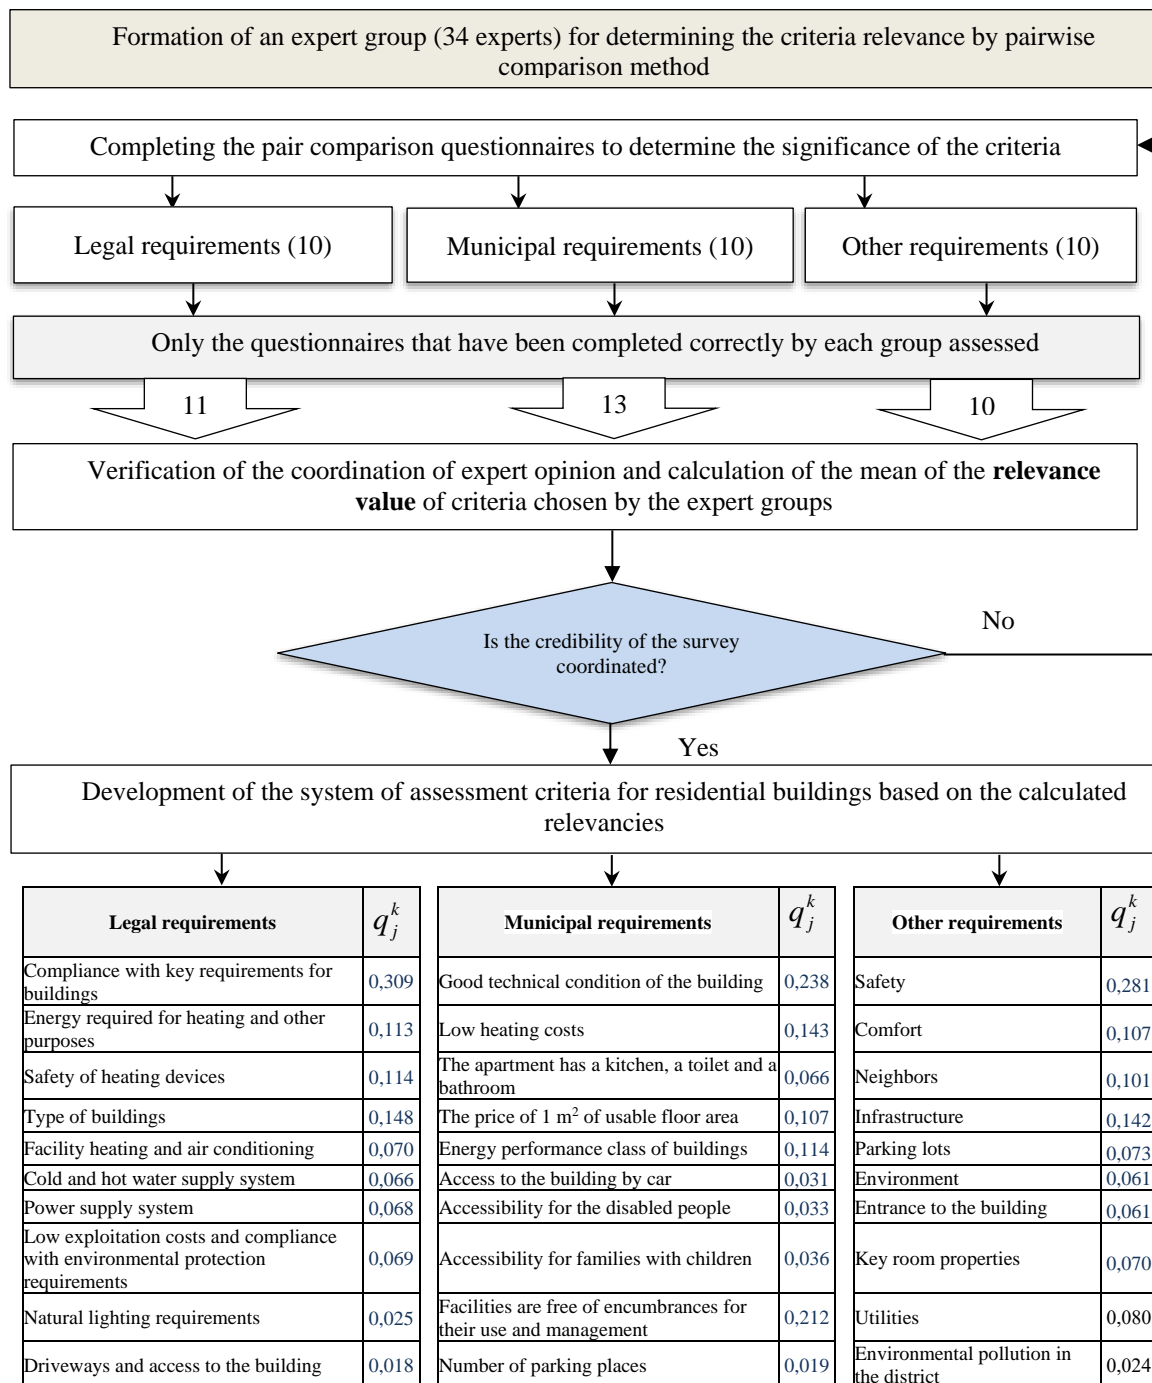 Formation of an expert group (34 experts) for determining the criteria relevance by pairwise
comparison method
Completing the pair comparison questionnaires to determine the significance of the criteria
Legal requirements (10)
Municipal requirements (10)
Other requirements (10)
Only the questionnaires that have been completed correctly by each group assessed
11
13
10
Verification of the coordination of expert opinion and calculation of the mean of the relevance
value of criteria chosen by the expert groups
Is the credibility of the survey
coordinated?
No
Yes
Development of the system of assessment criteria for residential buildings based on the calculated
relevancies
Legal requirements q_j^k
Compliance with key requirements for
buildings 0,309
Energy required for heating and other
purposes 0,113
Safety of heating devices 0,114
Type of buildings 0,148
Facility heating and air conditioning 0,070
Cold and hot water supply system 0,066
Power supply system 0,068
Low exploitation costs and compliance
with environmental protection 0,069
requirements
Natural lighting requirements 0,025
Driveways and access to the building 0,018
Municipal requirements q_j^k
Good technical condition of the building 0,238
Low heating costs 0,143
The apartment has a kitchen, a toilet and a
bathroom 0,066
The price of 1 m² of usable floor area 0,107
Energy performance class of buildings 0,114
Access to the building by car 0,031
Accessibility for the disabled people 0,033
Accessibility for families with children 0,036
Facilities are free of encumbrances for
their use and management 0,212
Number of parking places 0,019
Other requirements q_j^k
Safety 0,281
Comfort 0,107
Neighbors 0,101
Infrastructure 0,142
Parking lots 0,073
Environment 0,061
Entrance to the building 0,061
Key room properties 0,070
Utilities 0,080
Environmental pollution in
the district 0,024